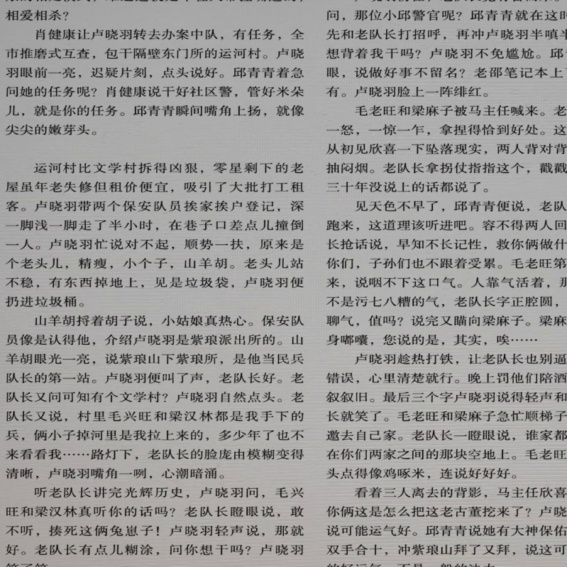 相爱相杀？
肖健康让卢晓羽转去办案中队，有任务，全
市推磨式互查，包干隔壁东门所的运河村。卢晓
羽眼前一亮，迟疑片刻，点头说好。邱青青着急
问她的任务呢？肖健康说干好社区警，管好米朵
儿，就是你的任务。邱青青瞬间嘴角上扬，就像
尖尖的嫩芽头。
运河村比文学村拆得凶狠，零星剩下的老
屋虽年老失修但租价便宜，吸引了大批打工租
客。卢晓羽带两个保安队员挨家挨户登记，深
一脚浅一脚走了半小时，在巷子口差点儿撞倒
一人。卢晓羽忙说对不起，顺势一扶，原来是
个老头儿，精瘦，小个子，山羊胡。老头儿站
不稳，有东西掉地上，见是垃圾袋，卢晓羽便
扔进垃圾桶。
山羊胡捋着胡子说，小姑娘真热心。保安队
员像是认得他，介绍卢晓羽是紫琅派出所的。山
羊胡眼光一亮，说紫琅山下紫琅所，是他当民兵
队长的第一站。卢晓羽便叫了声，老队长好。老
队长又问可知有个文学村？卢晓羽自然点头。老
队长又说，村里毛兴旺和梁汉林都是我手下的
兵，俩小子掉河里是我拉上来的，多少年了也不
来看看我……路灯下，老队长的脸庞由模糊变得
清晰，卢晓羽嘴角一咧，心潮暗涌。
听老队长讲完光辉历史，卢晓羽问，毛兴
旺和梁汉林真听你的话吗？老队长瞪眼说，敢
不听，揍死这俩兔崽子！卢晓羽轻声说，那就
好。老队长有点儿糊涂，问你想干吗？卢晓羽
问，那位小邱警官呢？邱青青就在这时
先和老队长打招呼，再冲卢晓羽半嗔半
想背着我干吗？卢晓羽不免尴尬。邱
眼，说做好事不留名？老邵笔记本上
有。卢晓羽脸上一阵绯红。
毛老旺和梁麻子被马主任喊来。老
一怒，一惊一乍，拿捏得恰到好处。这
从初见欣喜一下坠落现实，两人背对背
抽闷烟。老队长拿拐仗指指这个，戳戳
三十年没说上的话都说了。
见天色不早了，邱青青便说，老队
跑来，这道理该听进吧。容不得两人回
长抢话说，早知不长记性，救你俩做什
你们，子孙们也不跟着受累。毛老旺第
来，说咽不下这口气。人靠气活着，那
不是污七八糟的气，老队长字正腔圆，
聊气，值吗？说完又瞄向梁麻子。梁麻
身嘟囔，您说的是，其实，唉……
卢晓羽趁热打铁，让老队长也别逼
错误，心里清楚就行。晚上罚他们陪酒
叙叙旧。最后三个字卢晓羽说得轻声和
长就笑了。毛老旺和梁麻子急忙顺梯子
邀去自己家。老队长一瞪眼说，谁家都
在你们两家之间的那块空地上。毛老旺
头点得像鸡啄米，连说好好好。
看着三人离去的背影，马主任欣喜
你俩这是怎么把这老古董挖来了？卢晓
说可能运气好。邱青青说她有大神保佑
双手合十，冲紫琅山拜了又拜，说这可